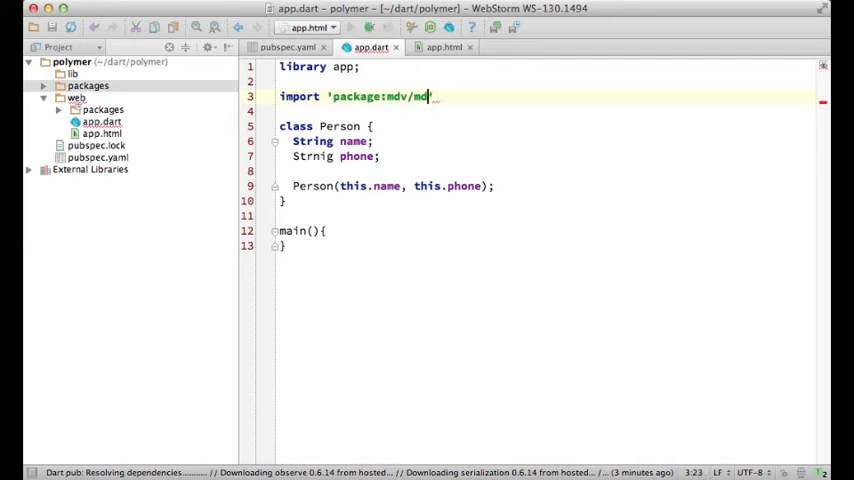 app.dart – polymer – [~/dart/polymer] – WebStorm WS-130.1494
app.html
Project
pubspec.yaml
app.dart
app.html
polymer (~/dart/polymer)
lib
packages
web
packages
app.dart
app.html
pubspec.lock
pubspec.yaml
External Libraries
1 library app;
2
3 import 'package:mdv/md'
4
5 class Person {
6 String name;
7 Strnig phone;
8
9 Person(this.name, this.phone);
10 }
11
12 main(){
13 }
Dart pub: Resolving dependencies........... // Downloading observe 0.6.14 from hosted... // Downloading serialization 0.6.14 from hosted... /... (3 minutes ago)
3:23
LF
UTF-8
T 2